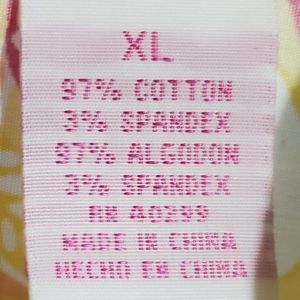 XL
97% COTTON
3% SPANDEX
97% ALGODON
3% SPANDEX
RN A0299
MADE IN CHINA
HECHO EN CHINA